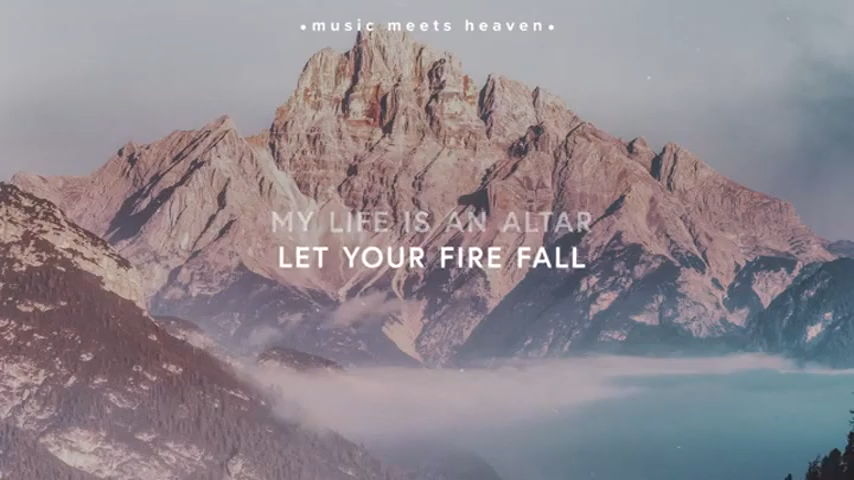 •music meets heaven•
MY LIFE IS AN ALTAR
LET YOUR FIRE FALL